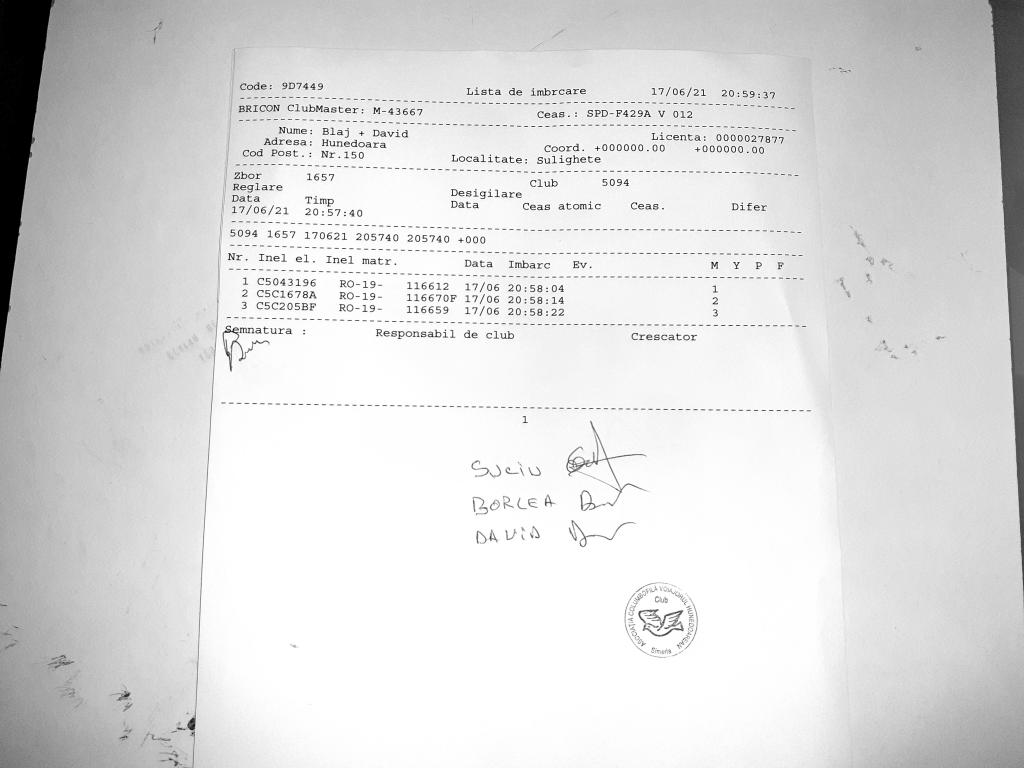 Code: 9D7449 Lista de imbrcare 17/06/21 20:59:37
BRICON ClubMaster: M-43667 Ceas.: SPD-F429A V 012
Nume: Blaj + David Licenta: 0000027877
Adresa: Hunedoara Coord. +000000.00 +000000.00
Cod Post.: Nr.150 Localitate: Sulighete
Zbor 1657 Club 5094
Reglare Desigilare
Data Timp Data Ceas atomic Ceas. Difer
17/06/21 20:57:40
5094 1657 170621 205740 205740 +000
Nr. Inel el. Inel matr. Data Imbarc Ev. M Y P F
1 C5043196 RO-19- 116612 17/06 20:58:04 1
2 C5C1678A RO-19- 116670F 17/06 20:58:14 2
3 C5C205BF RO-19- 116659 17/06 20:58:22 3
Semnatura : Responsabil de club Crescator
1
SUCIU
BORLEA
DAVID
ASOCIAȚIA COLUMBOFILĂ VOIAJORUL HUNEDOREAN
Club
Simeria